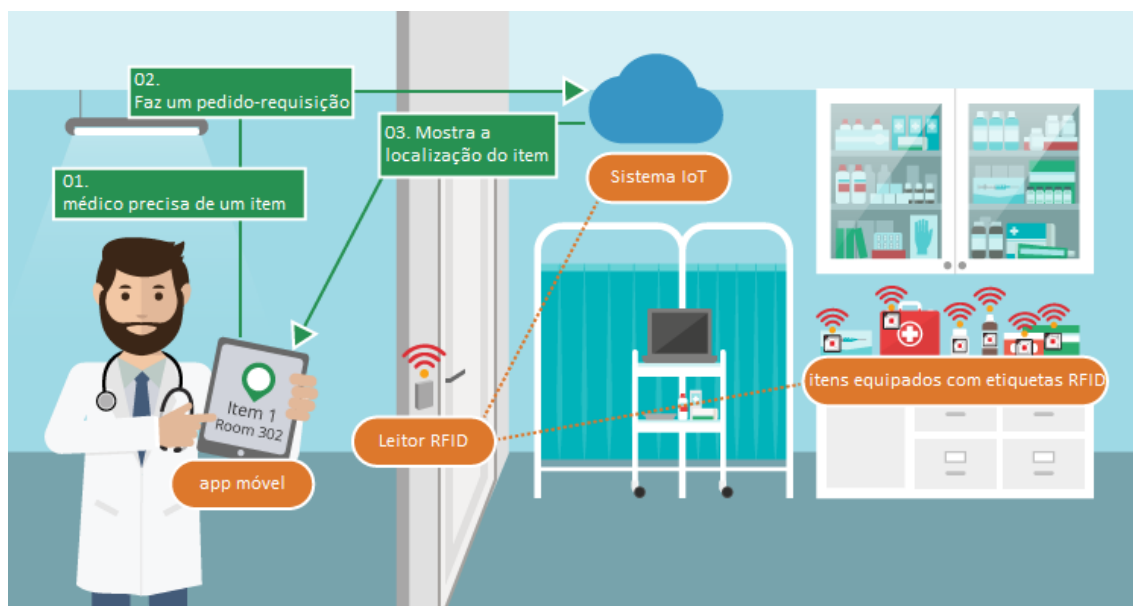 02.
Faz um pedido-requisição
03. Mostra a
localização do item
Sistema IoT
01.
médico precisa de um item
Item 1
Room 302
app móvel
Leitor RFID
itens equipados com etiquetas RFID